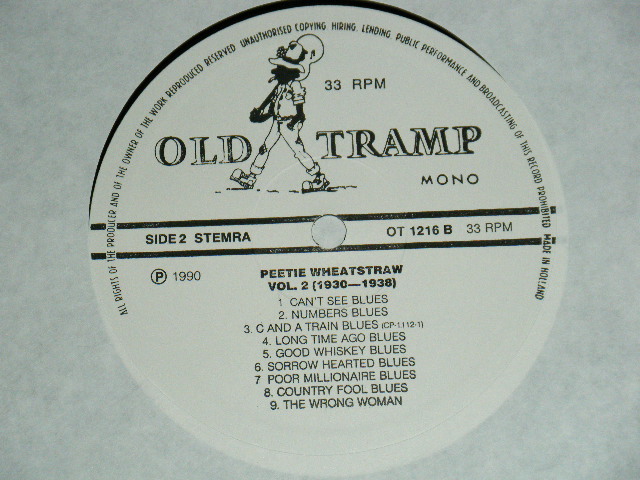 ALL RIGHTS OF THE PRODUCER AND OF THE OWNER OF THE WORK REPRODUCED RESERVED UNAUTHORISED COPYING HIRING, LENDING PUBLIC PERFORMANCE AND BROADCASTING OF THIS RECORD PROHIBITED MADE IN HOLLAND
33 RPM
OLD TRAMP
MONO
SIDE 2 STEMRA
OT 1216 B 33 RPM
Ⓟ 1990
PEETIE WHEATSTRAW
VOL. 2 (1930—1938)
1. CAN'T SEE BLUES
2. NUMBERS BLUES
3. C AND A TRAIN BLUES (CP-1112-1)
4. LONG TIME AGO BLUES
5. GOOD WHISKEY BLUES
6. SORROW HEARTED BLUES
7 POOR MILLIONAIRE BLUES
8. COUNTRY FOOL BLUES
9. THE WRONG WOMAN